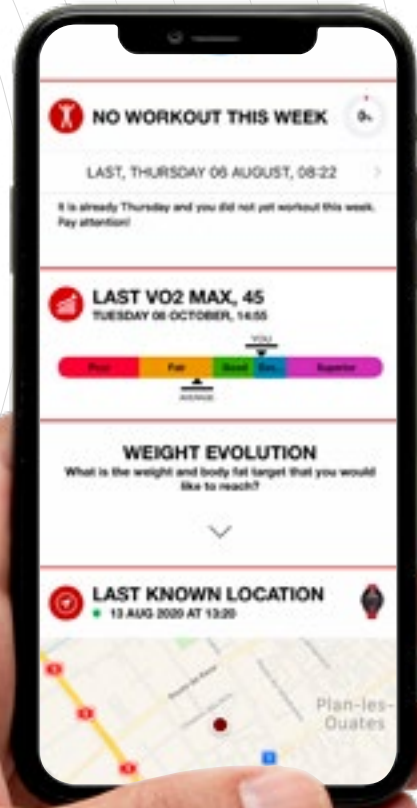 NO WORKOUT THIS WEEK
0%
LAST, THURSDAY 06 AUGUST, 08:22
It is already Thursday and you did not yet workout this week.
Pay attention!
LAST VO2 MAX, 45
TUESDAY 06 OCTOBER, 14:55
YOU
Poor Fair Good Exc... Superior
AVERAGE
WEIGHT EVOLUTION
What is the weight and body fat target that you would
like to reach?
LAST KNOWN LOCATION
13 AUG 2020 AT 13:20
Plan-les-
Ouates